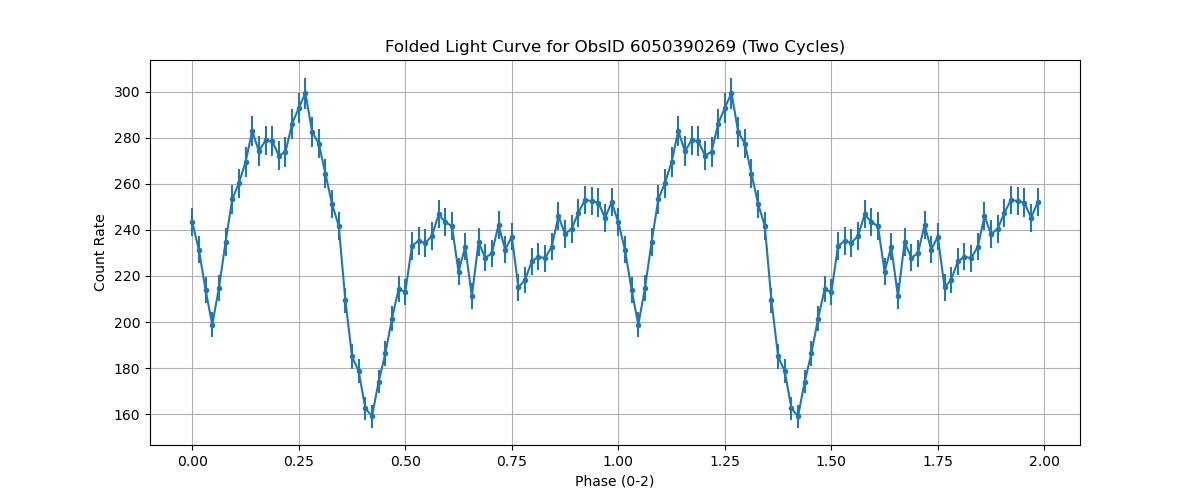 Folded Light Curve for ObsID 6050390269 (Two Cycles)
300
280
260
240
220
200
180
160
Count Rate
0.00 0.25 0.50 0.75 1.00 1.25 1.50 1.75 2.00
Phase (0-2)